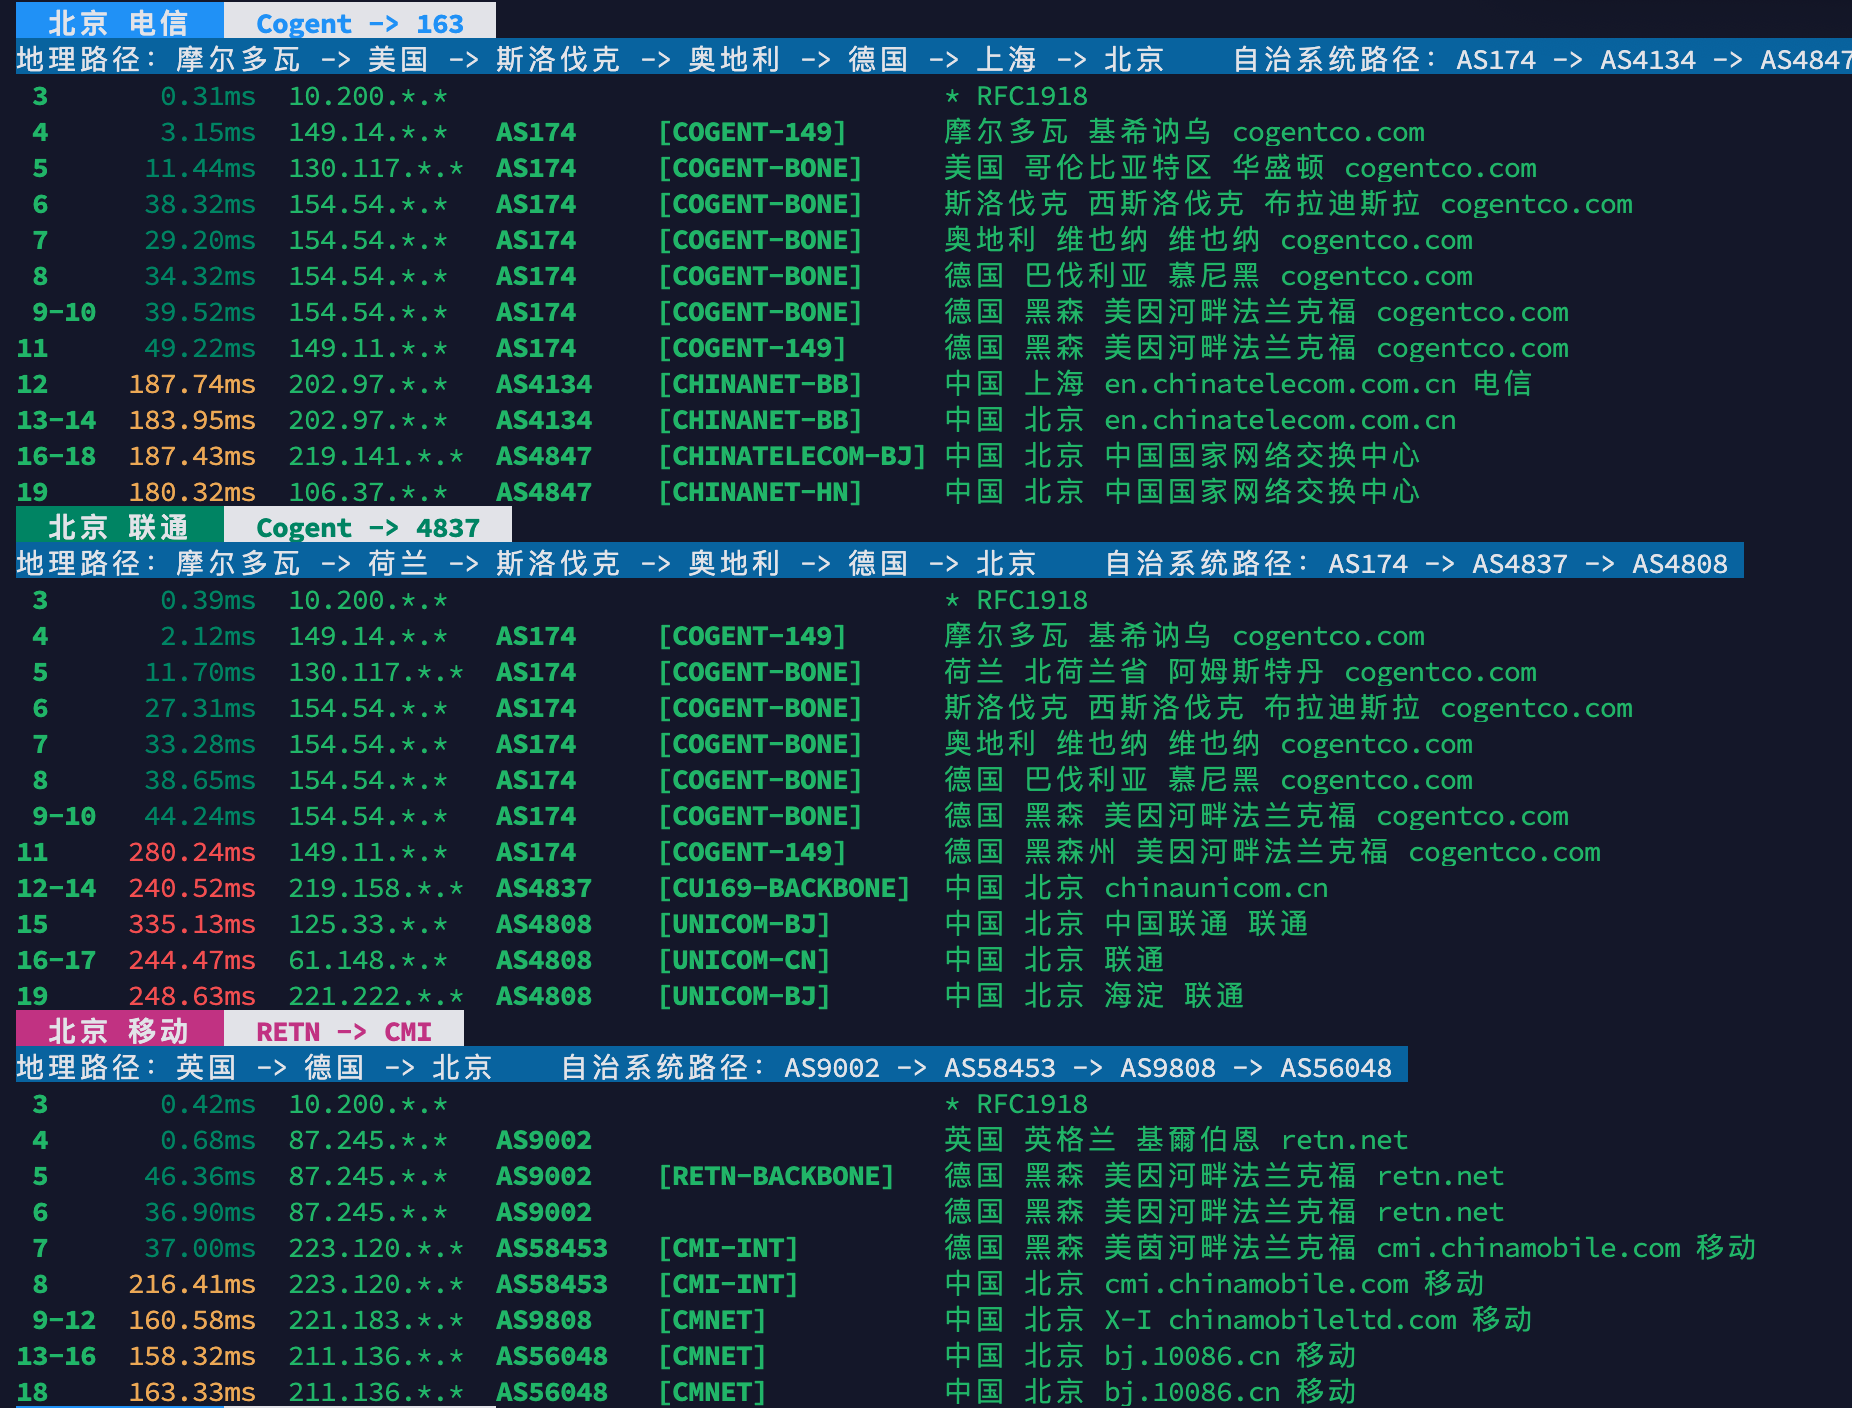 北京 电信 Cogent -> 163
地理路径: 摩尔多瓦 -> 美国 -> 斯洛伐克 -> 奥地利 -> 德国 -> 上海 -> 北京 自治系统路径: AS174 -> AS4134 -> AS4847
3 0.31ms 10.200.*.* * RFC1918
4 3.15ms 149.14.*.* AS174 [COGENT-149] 摩尔多瓦 基希讷乌 cogentco.com
5 11.44ms 130.117.*.* AS174 [COGENT-BONE] 美国 哥伦比亚特区 华盛顿 cogentco.com
6 38.32ms 154.54.*.* AS174 [COGENT-BONE] 斯洛伐克 西斯洛伐克 布拉迪斯拉 cogentco.com
7 29.20ms 154.54.*.* AS174 [COGENT-BONE] 奥地利 维也纳 维也纳 cogentco.com
8 34.32ms 154.54.*.* AS174 [COGENT-BONE] 德国 巴伐利亚 慕尼黑 cogentco.com
9-10 39.52ms 154.54.*.* AS174 [COGENT-BONE] 德国 黑森 美因河畔法兰克福 cogentco.com
11 49.22ms 149.11.*.* AS174 [COGENT-149] 德国 黑森 美因河畔法兰克福 cogentco.com
12 187.74ms 202.97.*.* AS4134 [CHINANET-BB] 中国 上海 en.chinatelecom.com.cn 电信
13-14 183.95ms 202.97.*.* AS4134 [CHINANET-BB] 中国 北京 en.chinatelecom.com.cn
16-18 187.43ms 219.141.*.* AS4847 [CHINATELECOM-BJ] 中国 北京 中国国家网络交换中心
19 180.32ms 106.37.*.* AS4847 [CHINANET-HN] 中国 北京 中国国家网络交换中心
北京 联通 Cogent -> 4837
地理路径: 摩尔多瓦 -> 荷兰 -> 斯洛伐克 -> 奥地利 -> 德国 -> 北京 自治系统路径: AS174 -> AS4837 -> AS4808
3 0.39ms 10.200.*.* * RFC1918
4 2.12ms 149.14.*.* AS174 [COGENT-149] 摩尔多瓦 基希讷乌 cogentco.com
5 11.70ms 130.117.*.* AS174 [COGENT-BONE] 荷兰 北荷兰省 阿姆斯特丹 cogentco.com
6 27.31ms 154.54.*.* AS174 [COGENT-BONE] 斯洛伐克 西斯洛伐克 布拉迪斯拉 cogentco.com
7 33.28ms 154.54.*.* AS174 [COGENT-BONE] 奥地利 维也纳 维也纳 cogentco.com
8 38.65ms 154.54.*.* AS174 [COGENT-BONE] 德国 巴伐利亚 慕尼黑 cogentco.com
9-10 44.24ms 154.54.*.* AS174 [COGENT-BONE] 德国 黑森 美因河畔法兰克福 cogentco.com
11 280.24ms 149.11.*.* AS174 [COGENT-149] 德国 黑森州 美因河畔法兰克福 cogentco.com
12-14 240.52ms 219.158.*.* AS4837 [CU169-BACKBONE] 中国 北京 chinaunicom.cn
15 335.13ms 125.33.*.* AS4808 [UNICOM-BJ] 中国 北京 中国联通 联通
16-17 244.47ms 61.148.*.* AS4808 [UNICOM-CN] 中国 北京 联通
19 248.63ms 221.222.*.* AS4808 [UNICOM-BJ] 中国 北京 海淀 联通
北京 移动 RETN -> CMI
地理路径: 英国 -> 德国 -> 北京 自治系统路径: AS9002 -> AS58453 -> AS9808 -> AS56048
3 0.42ms 10.200.*.* * RFC1918
4 0.68ms 87.245.*.* AS9002 英国 英格兰 基爾伯恩 retn.net
5 46.36ms 87.245.*.* AS9002 [RETN-BACKBONE] 德国 黑森 美因河畔法兰克福 retn.net
6 36.90ms 87.245.*.* AS9002 德国 黑森 美因河畔法兰克福 retn.net
7 37.00ms 223.120.*.* AS58453 [CMI-INT] 德国 黑森 美茵河畔法兰克福 cmi.chinamobile.com 移动
8 216.41ms 223.120.*.* AS58453 [CMI-INT] 中国 北京 cmi.chinamobile.com 移动
9-12 160.58ms 221.183.*.* AS9808 [CMNET] 中国 北京 X-I chinamobileltd.com 移动
13-16 158.32ms 211.136.*.* AS56048 [CMNET] 中国 北京 bj.10086.cn 移动
18 163.33ms 211.136.*.* AS56048 [CMNET] 中国 北京 bj.10086.cn 移动